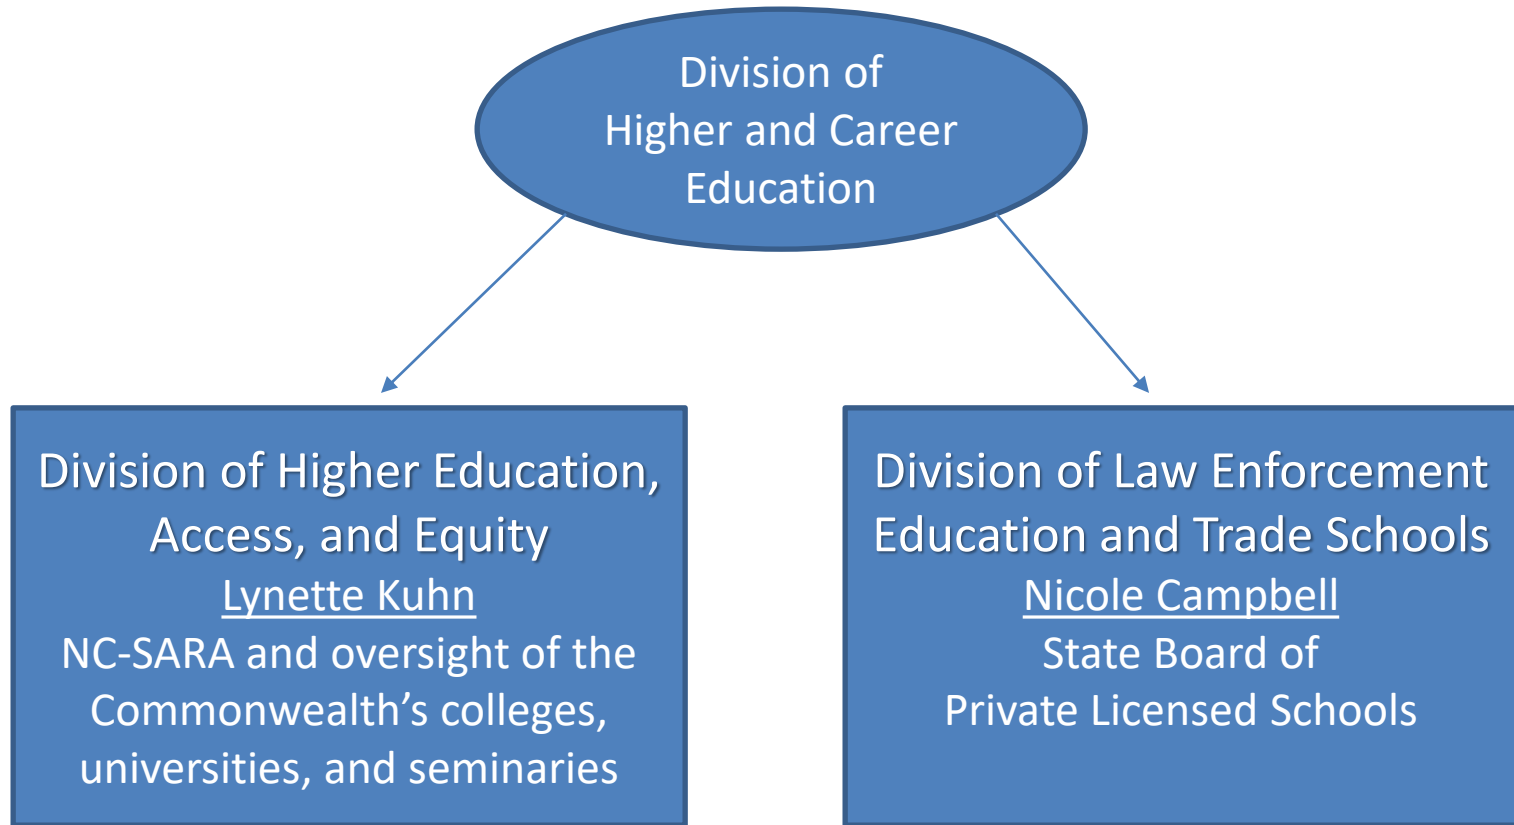 Division of
Higher and Career
Education
Division of Higher Education,
Access, and Equity
Lynette Kuhn
NC-SARA and oversight of the
Commonwealth’s colleges,
universities, and seminaries
Division of Law Enforcement
Education and Trade Schools
Nicole Campbell
State Board of
Private Licensed Schools